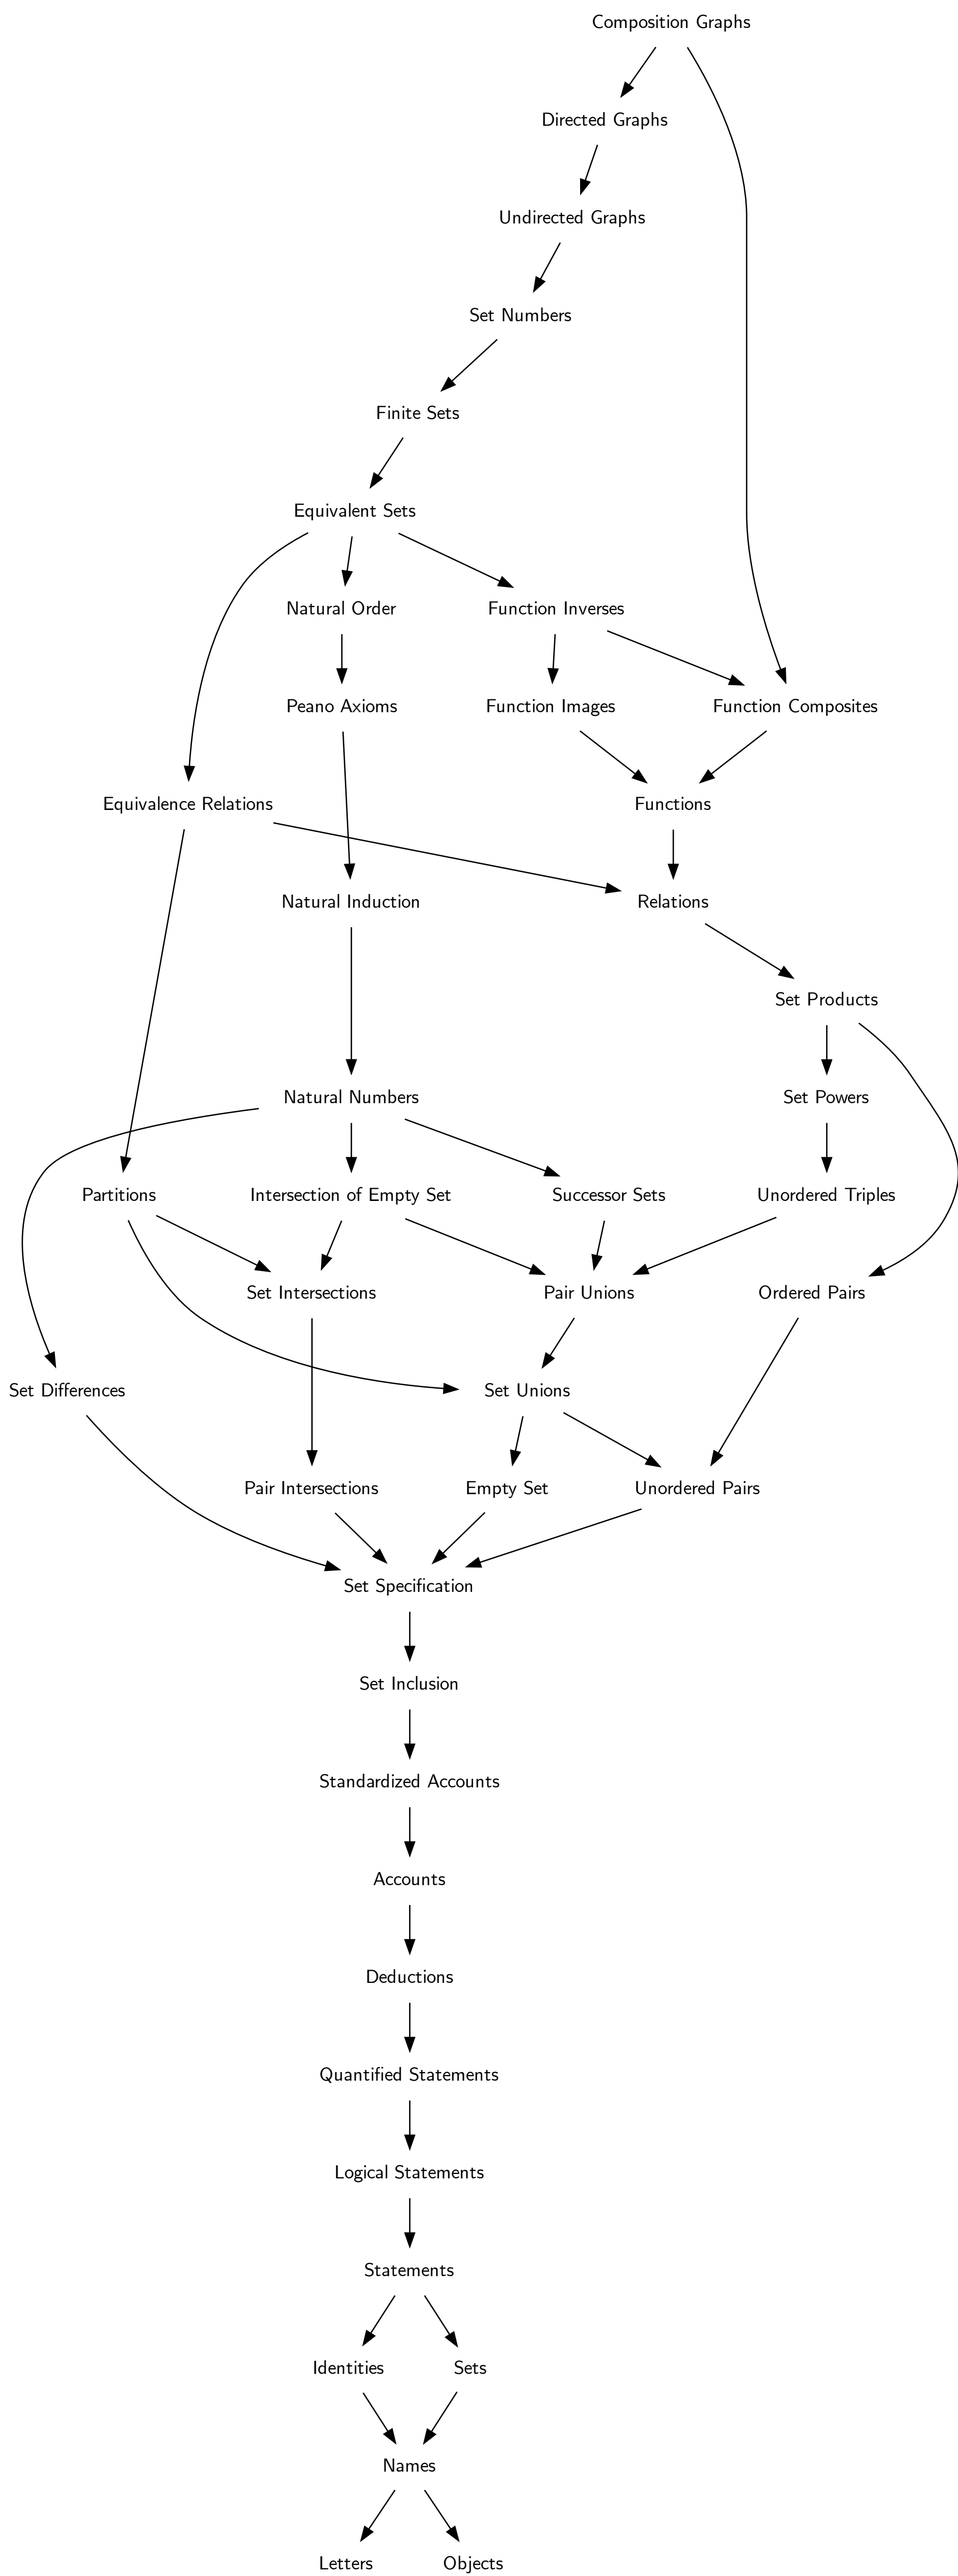 Composition Graphs
Directed Graphs
Undirected Graphs
Set Numbers
Finite Sets
Equivalent Sets
Natural Order
Function Inverses
Peano Axioms
Function Images
Function Composites
Equivalence Relations
Functions
Natural Induction
Relations
Set Products
Natural Numbers
Set Powers
Partitions
Intersection of Empty Set
Successor Sets
Unordered Triples
Set Intersections
Pair Unions
Ordered Pairs
Set Differences
Set Unions
Pair Intersections
Empty Set
Unordered Pairs
Set Specification
Set Inclusion
Standardized Accounts
Accounts
Deductions
Quantified Statements
Logical Statements
Statements
Identities
Sets
Names
Letters
Objects